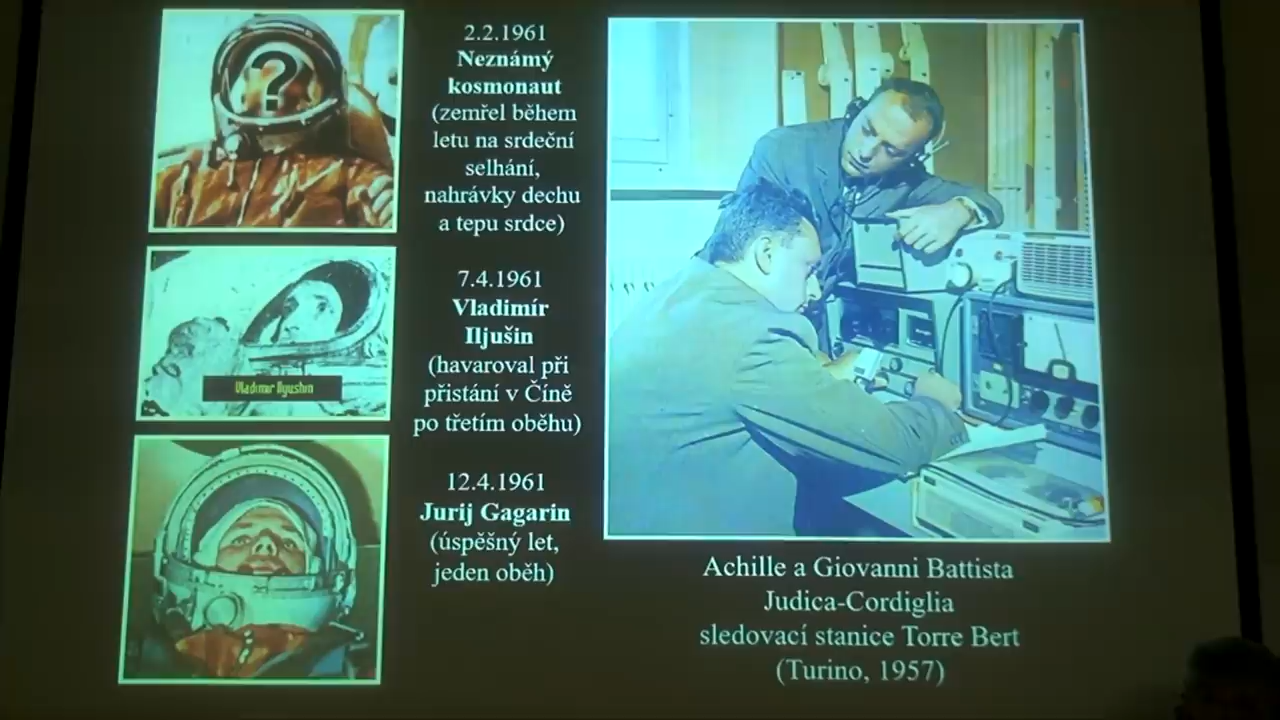 ?
2.2.1961
Neznámý
kosmonaut
(zemřel během
letu na srdeční
selhání,
nahrávky dechu
a tepu srdce)
Vladimir Ilyushin
7.4.1961
Vladimír
Iljušin
(havaroval při
přistání v Číně
po třetím oběhu)
12.4.1961
Jurij Gagarin
(úspěšný let,
jeden oběh)
Achille a Giovanni Battista
Judica-Cordiglia
sledovací stanice Torre Bert
(Turino, 1957)